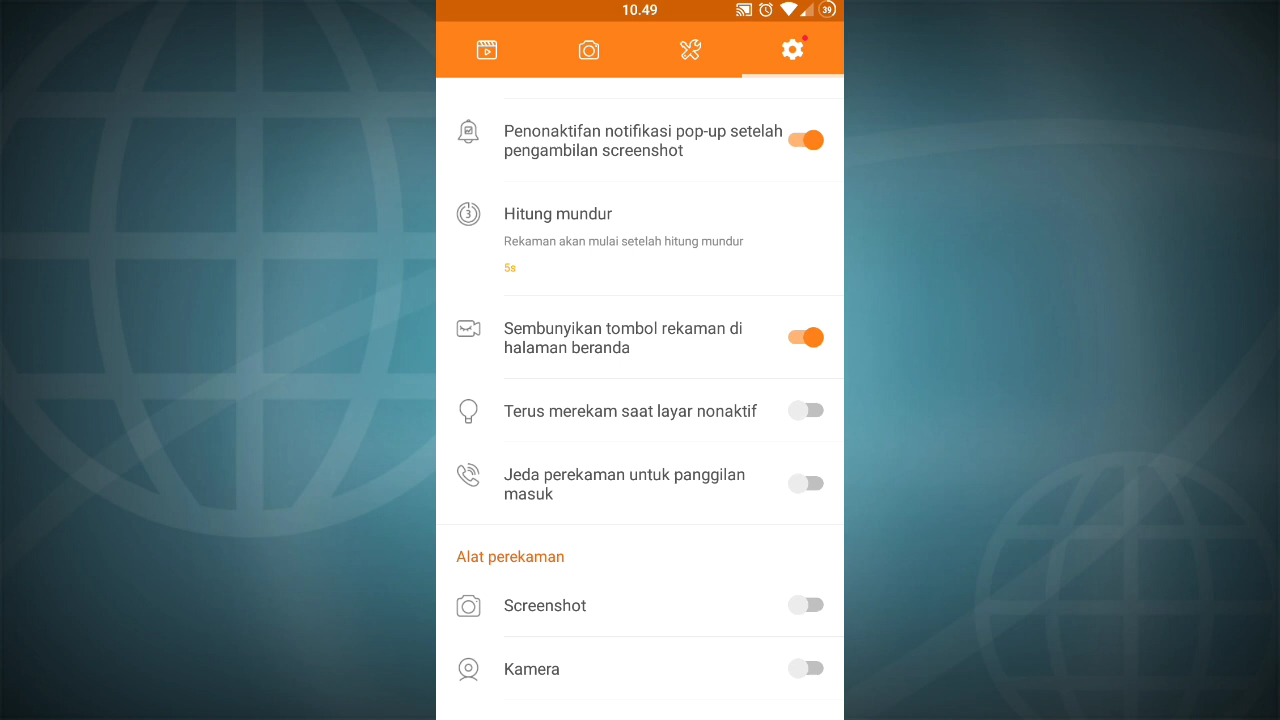 10.49
39
Penonaktifan notifikasi pop-up setelah
pengambilan screenshot
3
Hitung mundur
Rekaman akan mulai setelah hitung mundur
5s
Sembunyikan tombol rekaman di
halaman beranda
Terus merekam saat layar nonaktif
Jeda perekaman untuk panggilan
masuk
Alat perekaman
Screenshot
Kamera